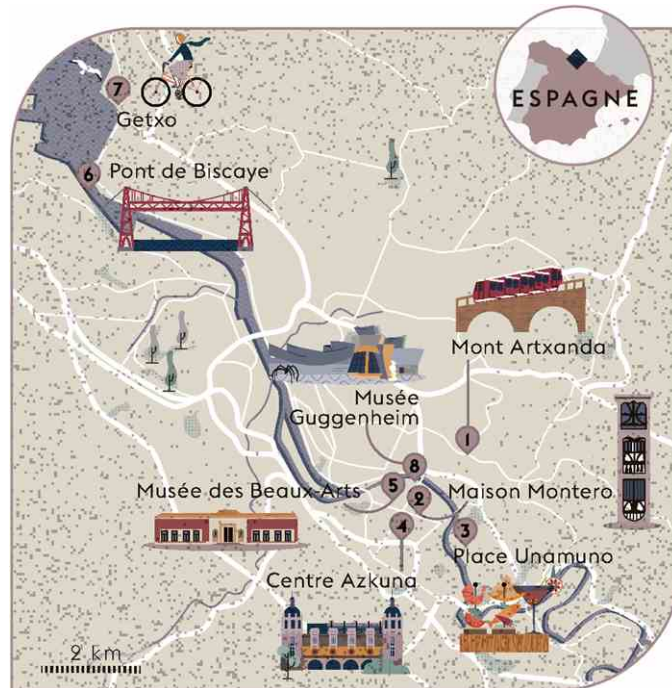 ESPAGNE
7
Getxo
6
Pont de Biscaye
Mont Artxanda
Musée
Guggenheim
1
8
5
2
Musée des Beaux-Arts
Maison Montero
4
3
Place Unamuno
Centre Azkuna
2 km